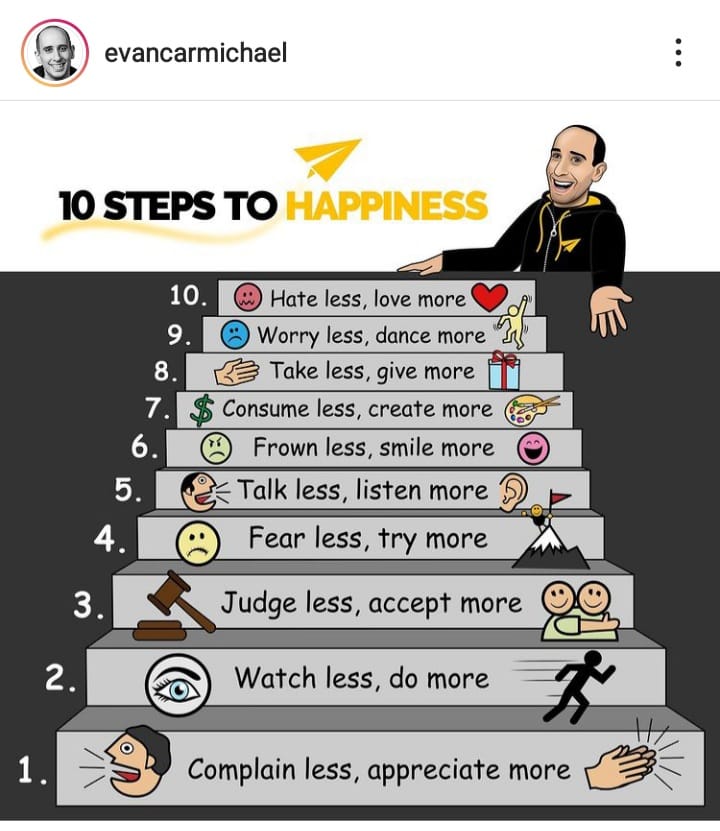 evancarmichael
10 STEPS TO HAPPINESS
10. Hate less, love more
9. Worry less, dance more
8. Take less, give more
7. $ Consume less, create more
6. Frown less, smile more
5. Talk less, listen more
4. Fear less, try more
3. Judge less, accept more
2. Watch less, do more
1. Complain less, appreciate more